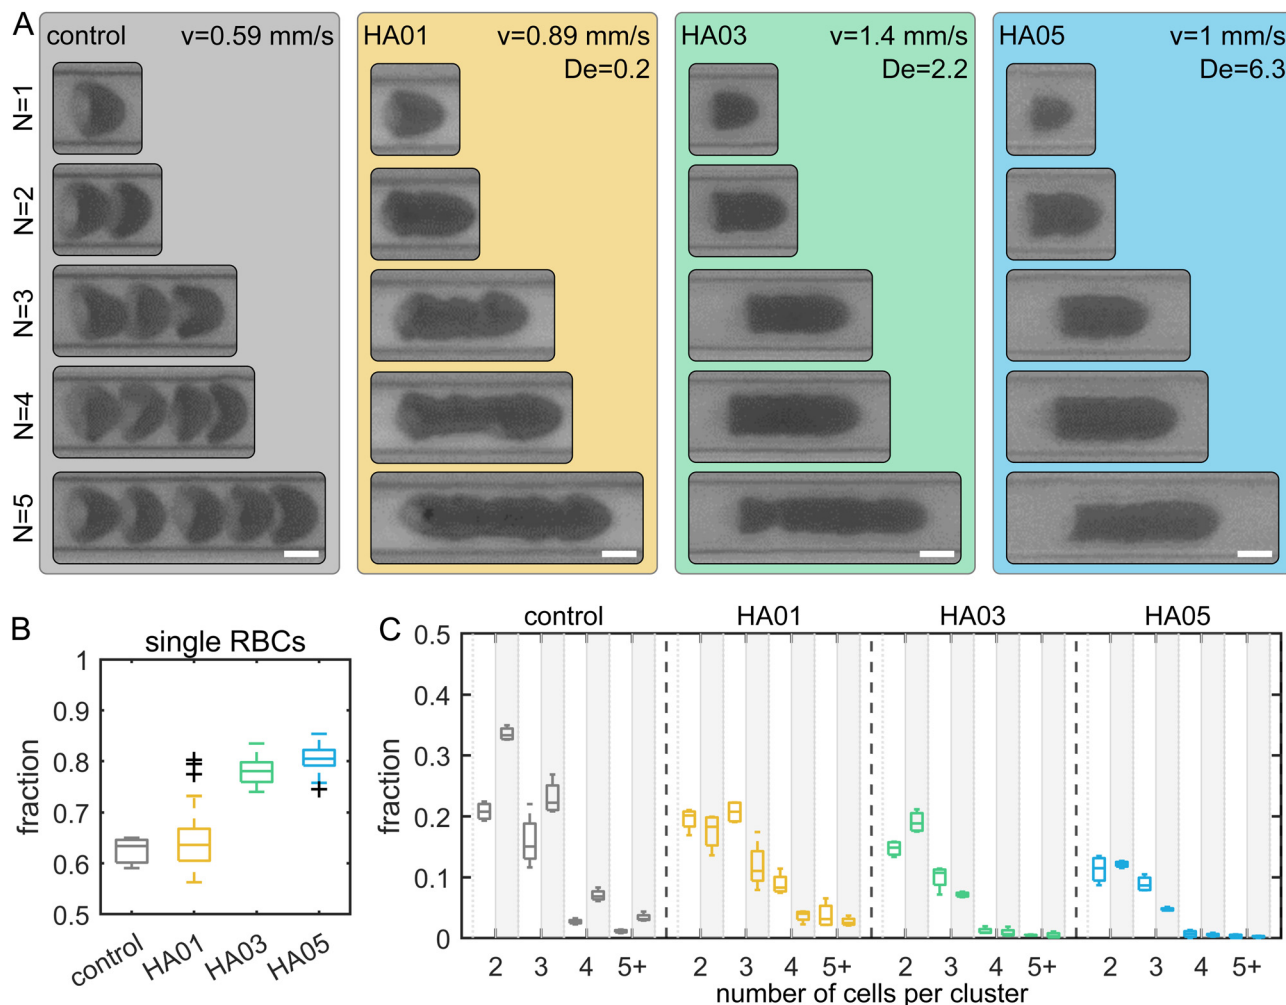 A
control v=0.59 mm/s
HA01 v=0.89 mm/s
De=0.2
HA03 v=1.4 mm/s
De=2.2
HA05 v=1 mm/s
De=6.3
N=1
N=2
N=3
N=4
N=5
B
single RBCs
fraction
1
0.9
0.8
0.7
0.6
0.5
control HA01 HA03 HA05
C
control HA01 HA03 HA05
fraction
0.5
0.4
0.3
0.2
0.1
0
2 3 4 5+ 2 3 4 5+ 2 3 4 5+ 2 3 4 5+
number of cells per cluster